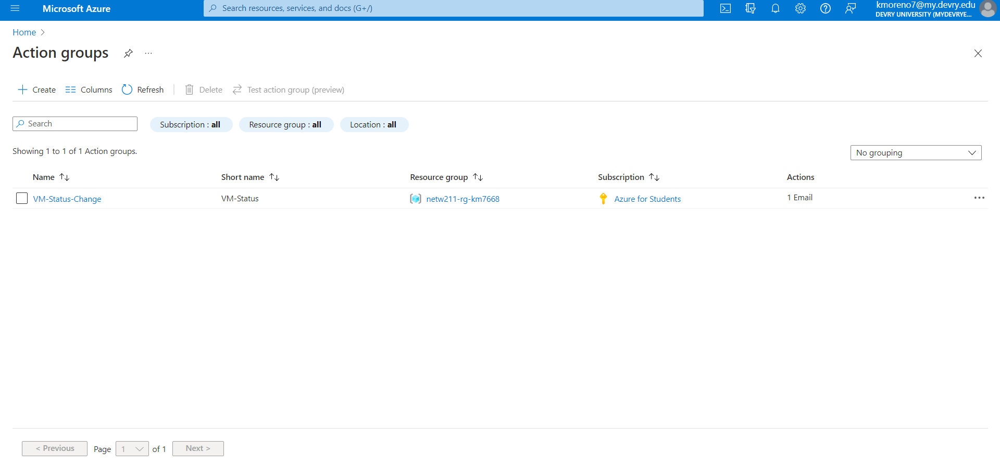 Microsoft Azure
Search resources, services, and docs (G+/)
kmoreno7@my.devry.edu
DEVRY UNIVERSITY (MYDEVRYE...
Home
Action groups
Create Columns Refresh Delete Test action group (preview)
Search Subscription : all Resource group : all Location : all
Showing 1 to 1 of 1 Action groups.
No grouping
Name Short name Resource group Subscription Actions
VM-Status-Change VM-Status netw211-rg-km7668 Azure for Students 1 Email
< Previous Page 1 of 1 Next >